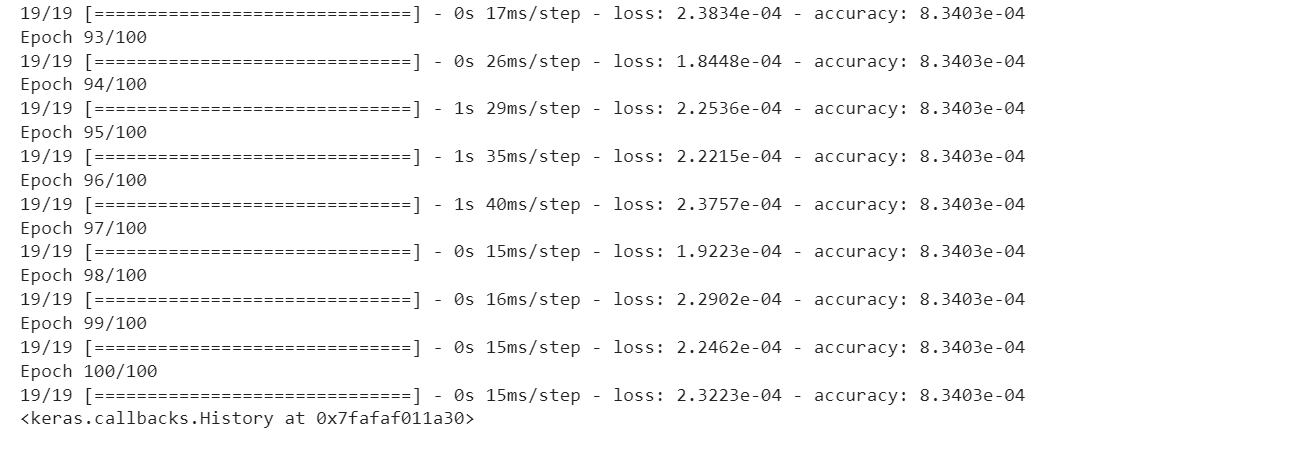 19/19 [==============================] - 0s 17ms/step - loss: 2.3834e-04 - accuracy: 8.3403e-04
Epoch 93/100
19/19 [==============================] - 0s 26ms/step - loss: 1.8448e-04 - accuracy: 8.3403e-04
Epoch 94/100
19/19 [==============================] - 1s 29ms/step - loss: 2.2536e-04 - accuracy: 8.3403e-04
Epoch 95/100
19/19 [==============================] - 1s 35ms/step - loss: 2.2215e-04 - accuracy: 8.3403e-04
Epoch 96/100
19/19 [==============================] - 1s 40ms/step - loss: 2.3757e-04 - accuracy: 8.3403e-04
Epoch 97/100
19/19 [==============================] - 0s 15ms/step - loss: 1.9223e-04 - accuracy: 8.3403e-04
Epoch 98/100
19/19 [==============================] - 0s 16ms/step - loss: 2.2902e-04 - accuracy: 8.3403e-04
Epoch 99/100
19/19 [==============================] - 0s 15ms/step - loss: 2.2462e-04 - accuracy: 8.3403e-04
Epoch 100/100
19/19 [==============================] - 0s 15ms/step - loss: 2.3223e-04 - accuracy: 8.3403e-04
<keras.callbacks.History at 0x7fafaf011a30>